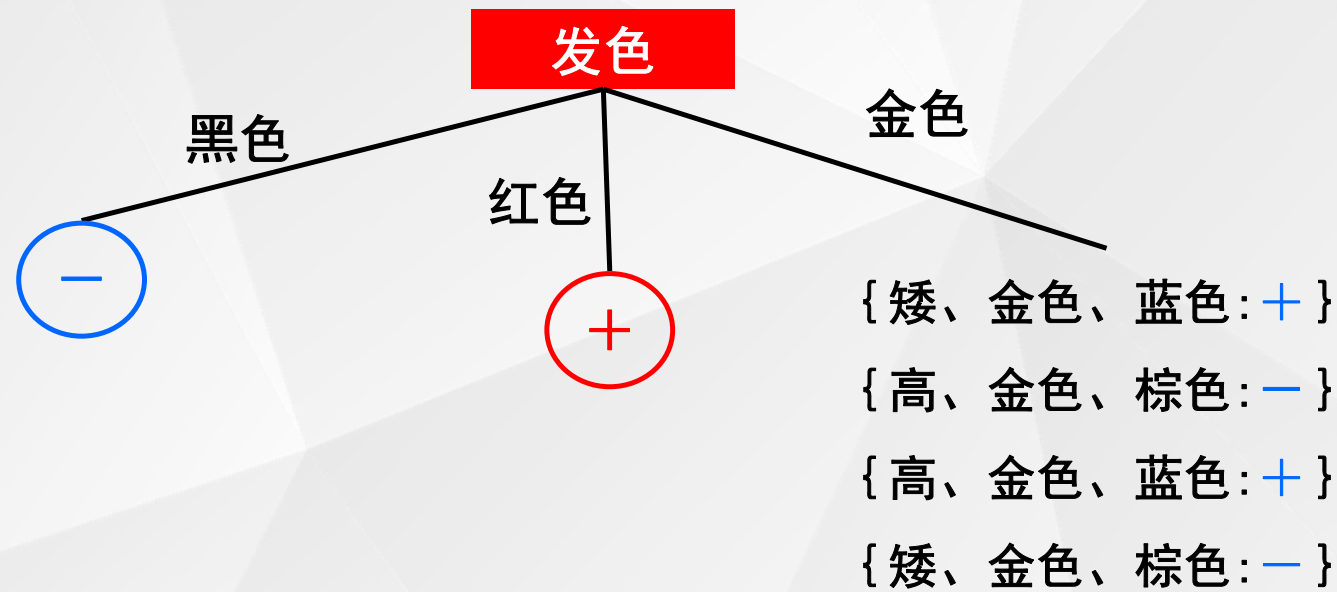 发色
黑色
金色
红色
－
＋
{矮、金色、蓝色:＋}
{高、金色、棕色:－}
{高、金色、蓝色:＋}
{矮、金色、棕色:－}